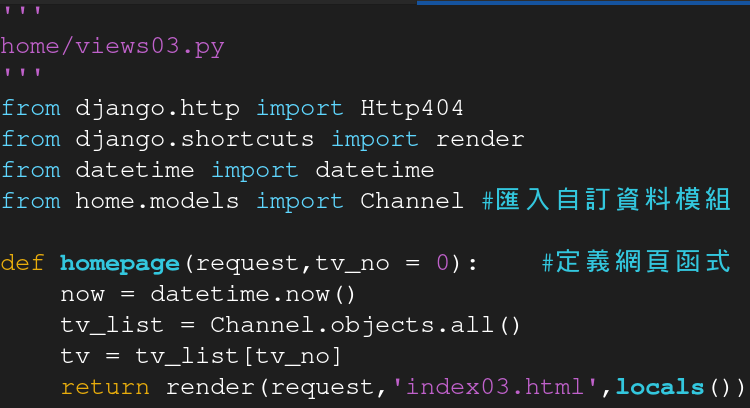 '''
home/views03.py
'''
from django.http import Http404
from django.shortcuts import render
from datetime import datetime
from home.models import Channel #匯入自訂資料模組
def homepage(request,tv_no = 0):    #定義網頁函式
    now = datetime.now()
    tv_list = Channel.objects.all()
    tv = tv_list[tv_no]
    return render(request,'index03.html',locals())